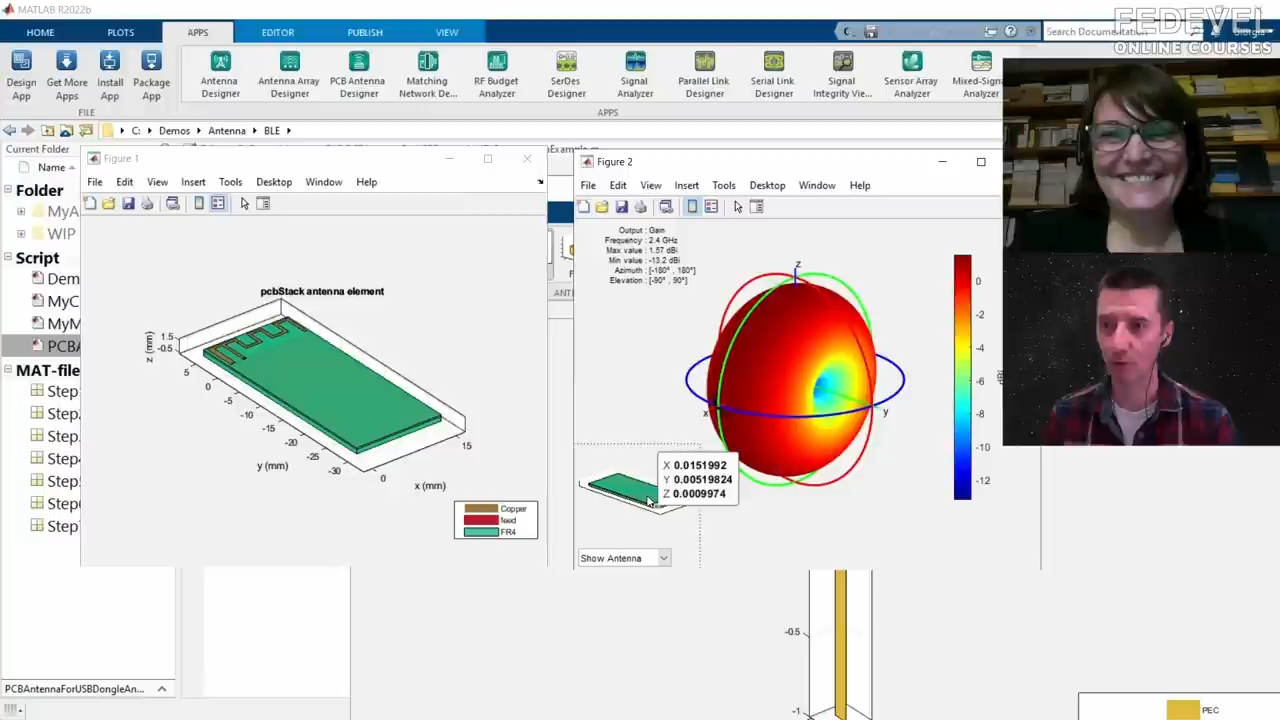 MATLAB R2022b
FEDEVEL
ONLINE COURSES
HOME PLOTS APPS EDITOR PUBLISH VIEW
Search Documentation
Design App
Get More Apps
Install App
Package App
Antenna Designer
Antenna Array Designer
PCB Antenna Designer
Matching Network De...
RF Budget Analyzer
SerDes Designer
Signal Analyzer
Parallel Link Designer
Serial Link Designer
Signal Integrity Vie...
Sensor Array Analyzer
Mixed-Signal Analyzer
FILE
APPS
C: Demos Antenna BLE
Current Folder
Name
Folder
MyA
WIP
Script
Dem
MyC
MyM
PCBA
MAT-file
Step
Step
Step
Step
Step
Step
Step
PCBAntennaForUSBDongleAn...
Figure 1
File Edit View Insert Tools Desktop Window Help
pcbStack antenna element
z (mm)
1.5
-0.5
5
0
-5
-10
-15
-20
-25
-30
y (mm)
0
15
x (mm)
Copper
feed
FR4
Figure 2
File Edit View Insert Tools Desktop Window Help
Output : Gain
Frequency : 2.4 GHz
Max value : 1.57 dBi
Min value : -13.2 dBi
Azimuth : [-180° , 180°]
Elevation : [-90° , 90°]
z
x
y
0
-2
-4
-6
-8
-10
-12
X 0.0151992
Y 0.00519824
Z 0.0009974
Show Antenna
-0.5
-1
PEC